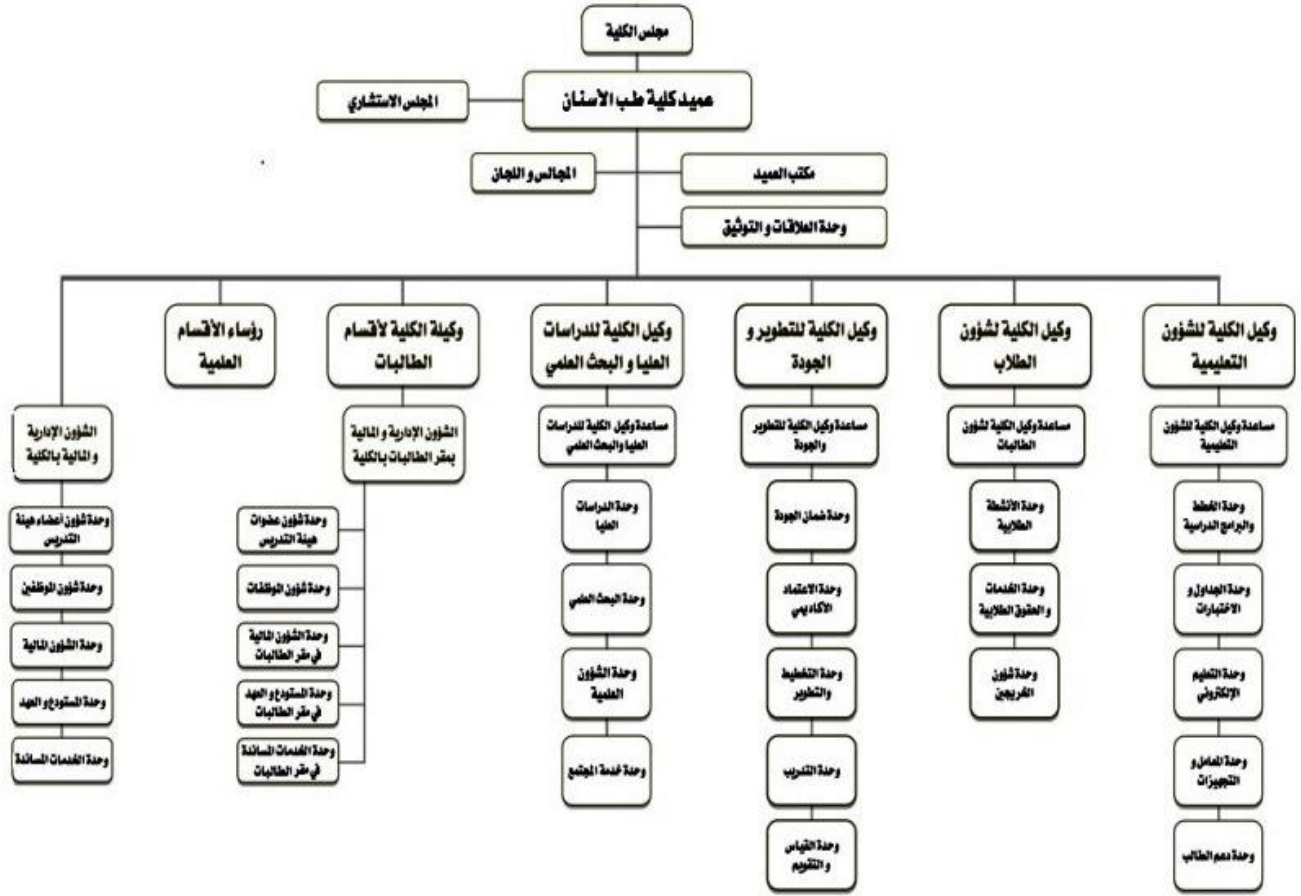 مجلس الكلية
عميد كلية طب الأسنان
المجلس الاستشاري
مكتب العميد
المجالس و اللجان
وحدة العلاقات و التوثيق
وكيل الكلية للشؤون
التعليمية
مساعدة وكيل الكلية للشؤون
التعليمية
وحدة الخطط
والبرامج الدراسية
وحدة الجداول و
الاختبارات
وحدة التعليم
الإلكتروني
وحدة المعامل و
التجهيزات
وحدة دعم الطالب
وكيل الكلية لشؤون
الطلاب
مساعدة وكيل الكلية لشؤون
الطالبات
وحدة الأنشطة
الطلابية
وحدة الخدمات
والحقوق الطلابية
وحدة شؤون
الخريجين
وكيل الكلية للتطوير و
الجودة
مساعدة وكيل الكلية للتطوير
والجودة
وحدة ضمان الجودة
وحدة الاعتماد
الأكاديمي
وحدة التخطيط
والتطوير
وحدة التدريب
وحدة القياس
و التقويم
وكيل الكلية للدراسات
العليا و البحث العلمي
مساعدة وكيل الكلية للدراسات
العليا والبحث العلمي
وحدة الدراسات
العليا
وحدة البحث العلمي
وحدة الشؤون
العلمية
وحدة خدمة المجتمع
وكيلة الكلية لأقسام
الطالبات
الشؤون الإدارية و المالية
بمقر الطالبات بالكلية
وحدة شؤون عضوات
هيئة التدريس
وحدة شؤون الموظفات
وحدة الشؤون المالية
في مقر الطالبات
وحدة المستودع و العهد
في مقر الطالبات
وحدة الخدمات المساندة
في مقر الطالبات
رؤساء الأقسام
العلمية
الشؤون الإدارية
و المالية بالكلية
وحدة شؤون أعضاء هيئة
التدريس
وحدة شؤون الموظفين
وحدة الشؤون المالية
وحدة المستودع و العهد
وحدة الخدمات المساندة